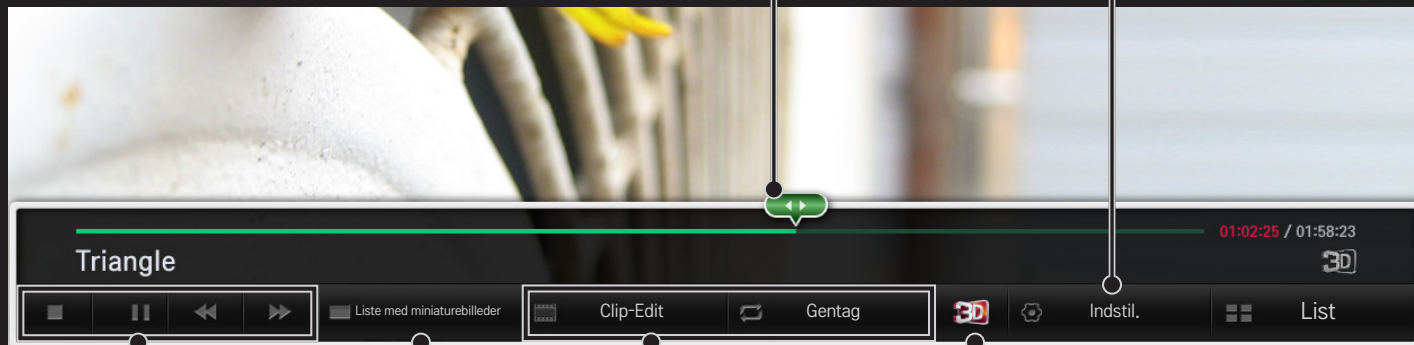 01:02:25 / 01:58:23
Triangle
3D
Liste med miniaturebilleder Clip-Edit Gentag 3D Indstil. List